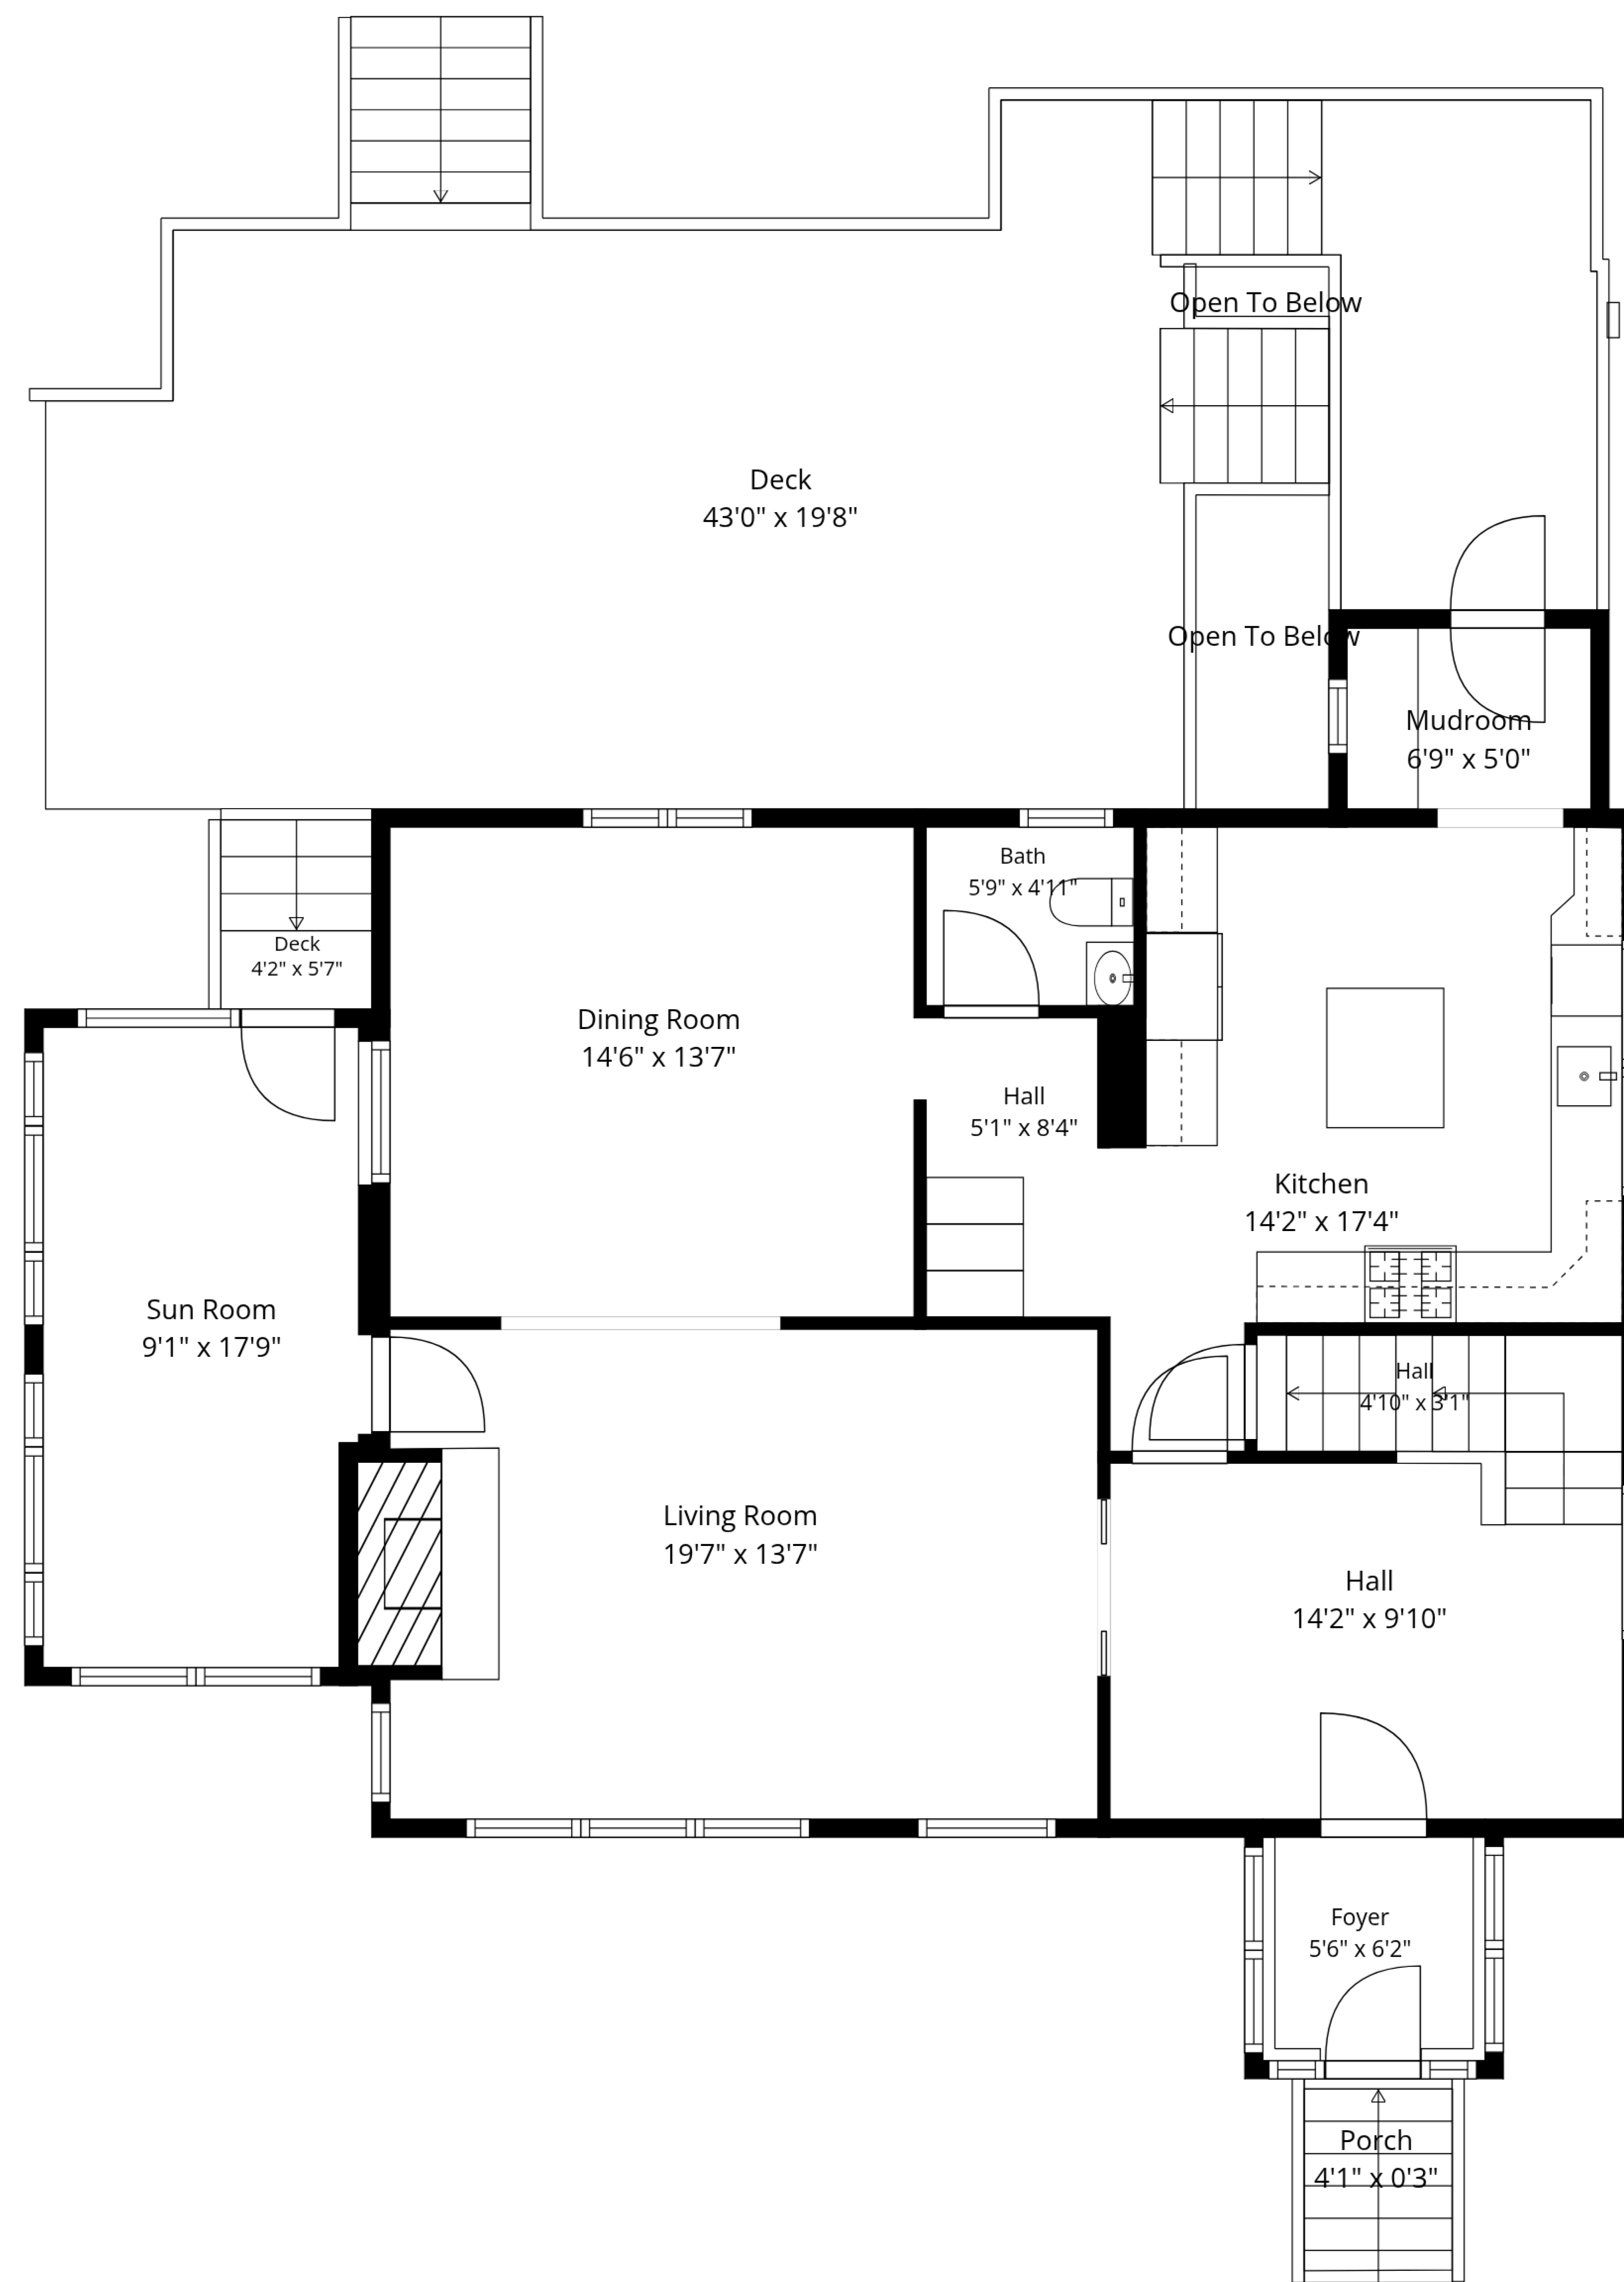 Open To Below
Deck
43'0" x 19'8"
Open To Below
Mudroom
6'9" x 5'0"
Bath
5'9" x 4'11"
Deck
4'2" x 5'7"
Dining Room
14'6" x 13'7"
Hall
5'1" x 8'4"
Kitchen
14'2" x 17'4"
Sun Room
9'1" x 17'9"
Hall
4'10" x 3'1"
Living Room
19'7" x 13'7"
Hall
14'2" x 9'10"
Foyer
5'6" x 6'2"
Porch
4'1" x 0'3"